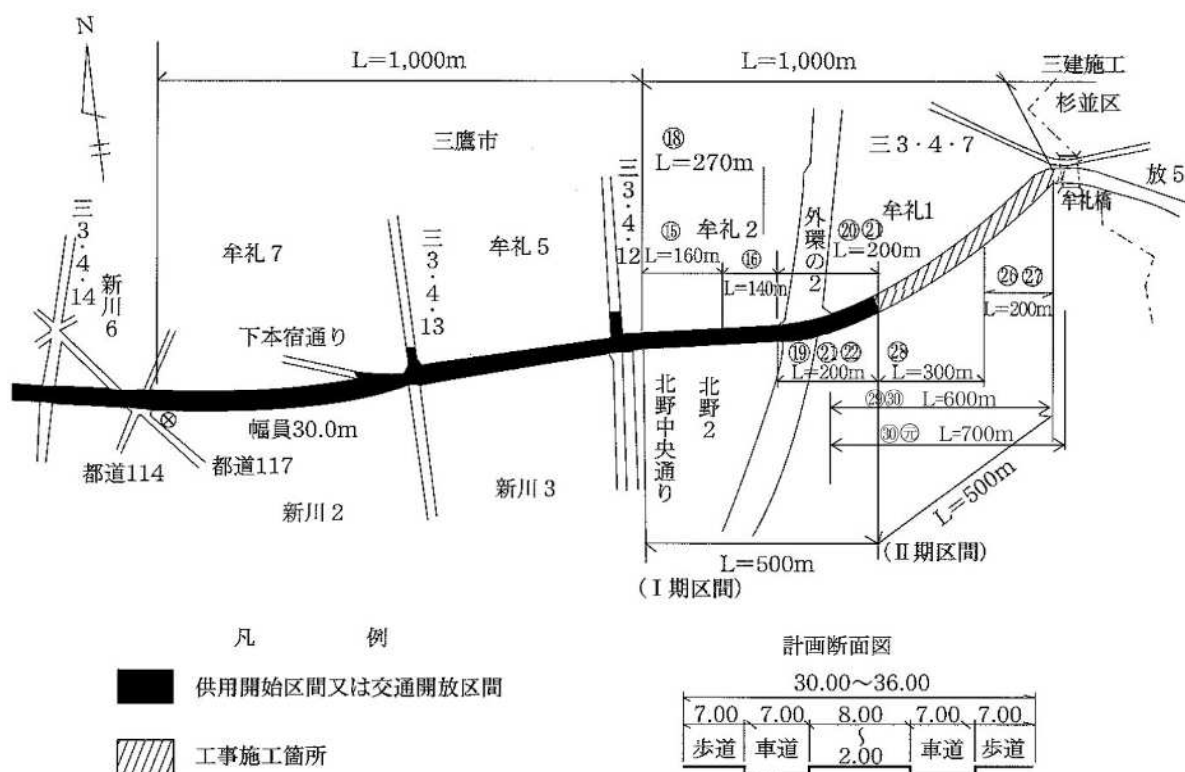 N
L=1,000m
L=1,000m
三建施工
杉並区
三鷹市
⑱
L=270m
三3・4・7
放5
牟礼橋
三3・4・14
新川6
牟礼7
三3・4・13
牟礼5
三3・4・12
⑮
L=160m
牟礼2
⑯
L=140m
外環の2
牟礼1
⑳㉑
L=200m
㉖㉗
L=200m
下本宿通り
⑲ ㉑㉒
L=200m
㉘
L=300m
㉙㉚ L=600m
㉚元 L=700m
幅員30.0m
北野中央通り
北野2
都道114
都道117
新川2
新川3
L=500m
L=500m
(Ⅰ期区間)
(Ⅱ期区間)
凡 例
供用開始区間又は交通開放区間
工事施工箇所
計画断面図
30.00～36.00
7.00 7.00 8.00 7.00 7.00
歩道 車道 ～ 車道 歩道
2.00